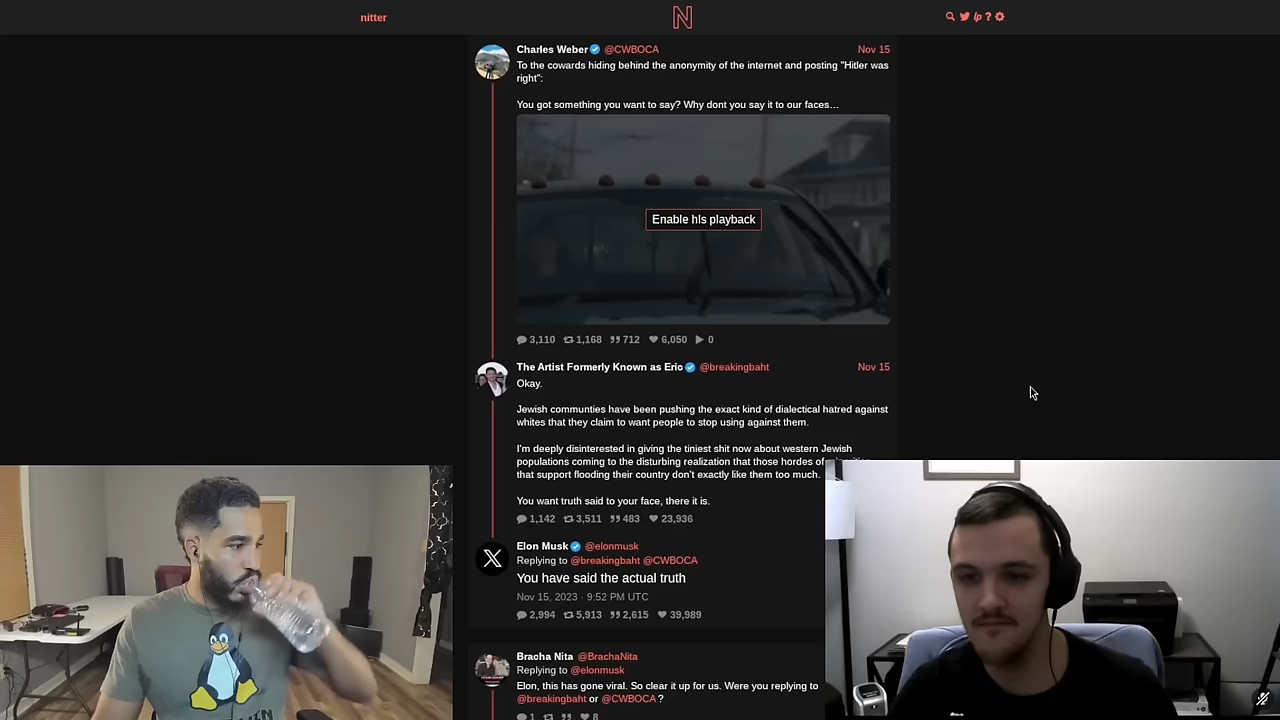 nitter
N
Charles Weber @CWBOCA Nov 15
To the cowards hiding behind the anonymity of the internet and posting "Hitler was
right":
You got something you want to say? Why dont you say it to our faces…
Enable hls playback
3,110 1,168 712 6,050 0
The Artist Formerly Known as Eric @breakingbaht Nov 15
Okay.
Jewish communties have been pushing the exact kind of dialectical hatred against
whites that they claim to want people to stop using against them.
I'm deeply disinterested in giving the tiniest shit now about western Jewish
populations coming to the disturbing realization that those hordes of
that support flooding their country don't exactly like them too much.
You want truth said to your face, there it is.
1,142 3,511 483 23,936
Elon Musk @elonmusk
Replying to @breakingbaht @CWBOCA
You have said the actual truth
Nov 15, 2023 · 9:52 PM UTC
2,994 5,913 2,615 39,989
Bracha Nita @BrachaNita
Replying to @elonmusk
Elon, this has gone viral. So clear it up for us. Were you replying to
@breakingbaht or @CWBOCA ?
1 8